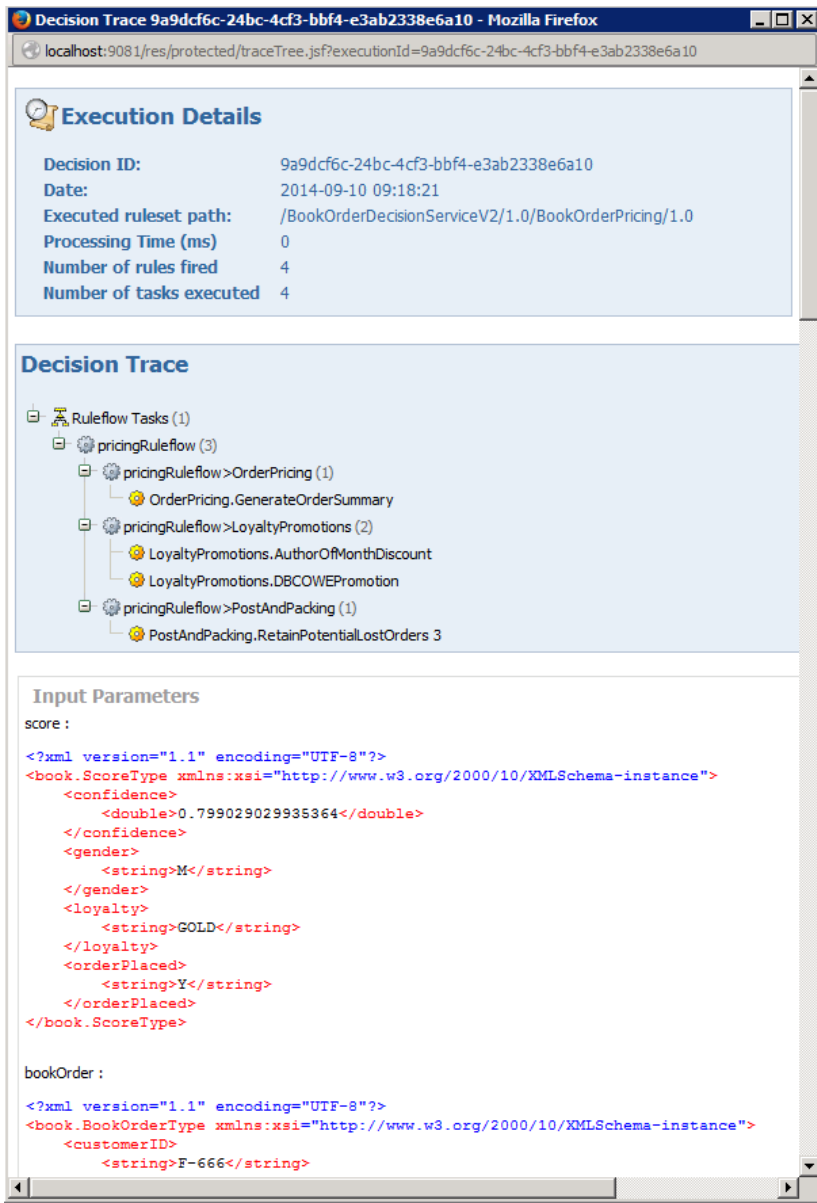 Decision Trace 9a9dcf6c-24bc-4cf3-bbf4-e3ab2338e6a10 - Mozilla Firefox
localhost:9081/res/protected/traceTree.jsf?executionId=9a9dcf6c-24bc-4cf3-bbf4-e3ab2338e6a10
Execution Details
Decision ID: 9a9dcf6c-24bc-4cf3-bbf4-e3ab2338e6a10
Date: 2014-09-10 09:18:21
Executed ruleset path: /BookOrderDecisionServiceV2/1.0/BookOrderPricing/1.0
Processing Time (ms) 0
Number of rules fired 4
Number of tasks executed 4
Decision Trace
Ruleflow Tasks (1)
pricingRuleflow (3)
pricingRuleflow>OrderPricing (1)
OrderPricing.GenerateOrderSummary
pricingRuleflow>LoyaltyPromotions (2)
LoyaltyPromotions.AuthorOfMonthDiscount
LoyaltyPromotions.DBCOWEPromotion
pricingRuleflow>PostAndPacking (1)
PostAndPacking.RetainPotentialLostOrders 3
Input Parameters
score :
<?xml version="1.1" encoding="UTF-8"?>
<book.ScoreType xmlns:xsi="http://www.w3.org/2000/10/XMLSchema-instance">
<confidence>
<double>0.799029029935364</double>
</confidence>
<gender>
<string>M</string>
</gender>
<loyalty>
<string>GOLD</string>
</loyalty>
<orderPlaced>
<string>Y</string>
</orderPlaced>
</book.ScoreType>
bookOrder :
<?xml version="1.1" encoding="UTF-8"?>
<book.BookOrderType xmlns:xsi="http://www.w3.org/2000/10/XMLSchema-instance">
<customerID>
<string>F-666</string>